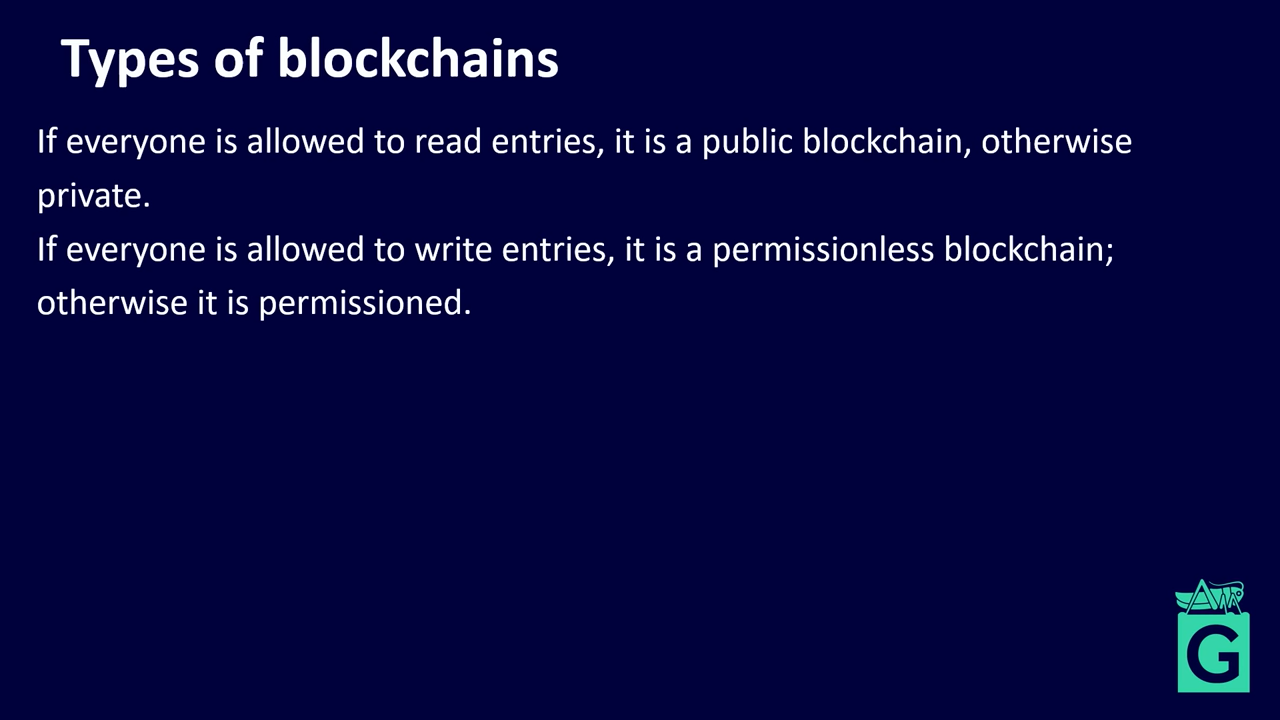 Types of blockchains
If everyone is allowed to read entries, it is a public blockchain, otherwise
private.
If everyone is allowed to write entries, it is a permissionless blockchain;
otherwise it is permissioned.
G